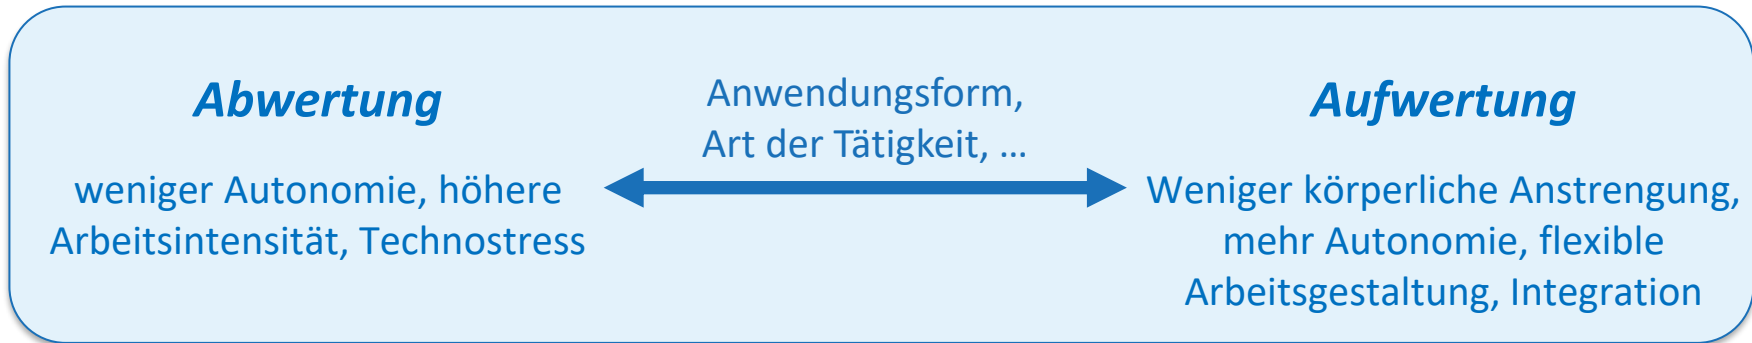 Abwertung
weniger Autonomie, höhere
Arbeitsintensität, Technostress
Anwendungsform,
Art der Tätigkeit, …
Aufwertung
Weniger körperliche Anstrengung,
mehr Autonomie, flexible
Arbeitsgestaltung, Integration